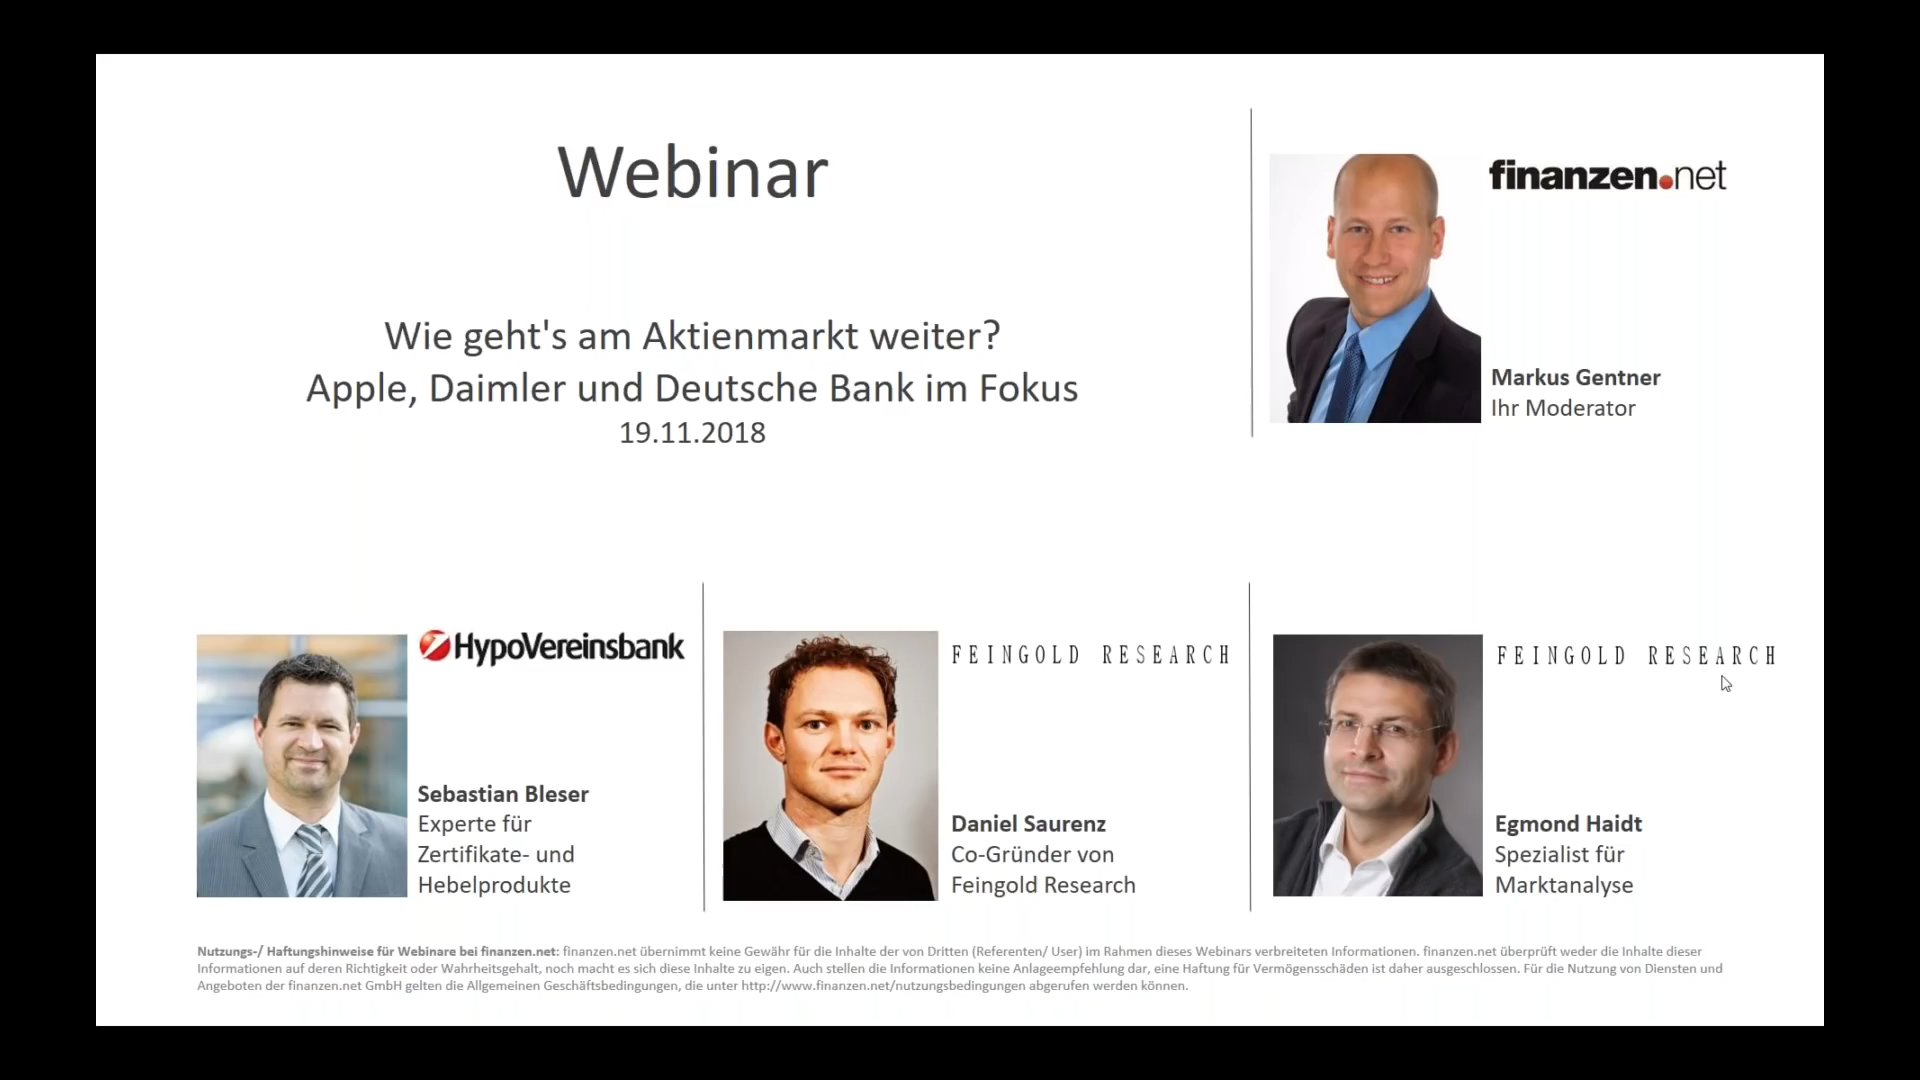 Webinar
Wie geht's am Aktienmarkt weiter?
Apple, Daimler und Deutsche Bank im Fokus
19.11.2018
finanzen.net
Markus Gentner
Ihr Moderator
HypoVereinsbank
Sebastian Bleser
Experte für
Zertifikate- und
Hebelprodukte
FEINGOLD RESEARCH
Daniel Saurenz
Co-Gründer von
Feingold Research
FEINGOLD RESEARCH
Egmond Haidt
Spezialist für
Marktanalyse
Nutzungs-/ Haftungshinweise für Webinare bei finanzen.net: finanzen.net übernimmt keine Gewähr für die Inhalte der von Dritten (Referenten/ User) im Rahmen dieses Webinars verbreiteten Informationen. finanzen.net überprüft weder die Inhalte dieser
Informationen auf deren Richtigkeit oder Wahrheitsgehalt, noch macht es sich diese Inhalte zu eigen. Auch stellen die Informationen keine Anlageempfehlung dar, eine Haftung für Vermögensschäden ist daher ausgeschlossen. Für die Nutzung von Diensten und
Angeboten der finanzen.net GmbH gelten die Allgemeinen Geschäftsbedingungen, die unter http://www.finanzen.net/nutzungsbedingungen abgerufen werden können.